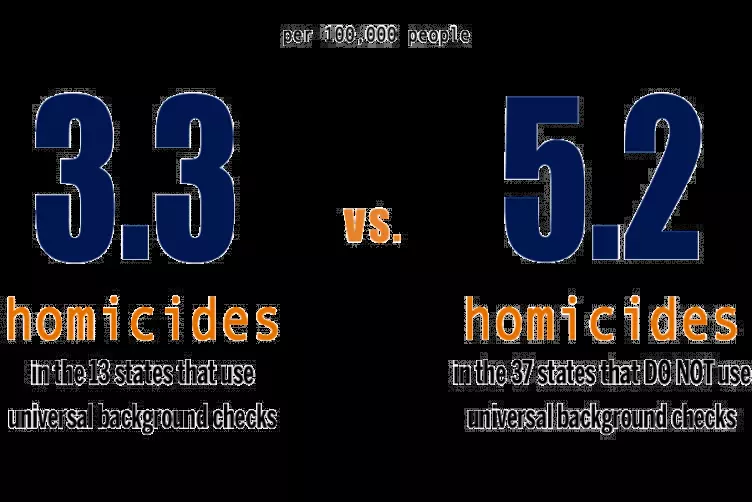 per 100,000 people
3.3
vs.
5.2
homicides
homicides
in the 13 states that use
universal background checks
in the 37 states that DO NOT use
universal background checks